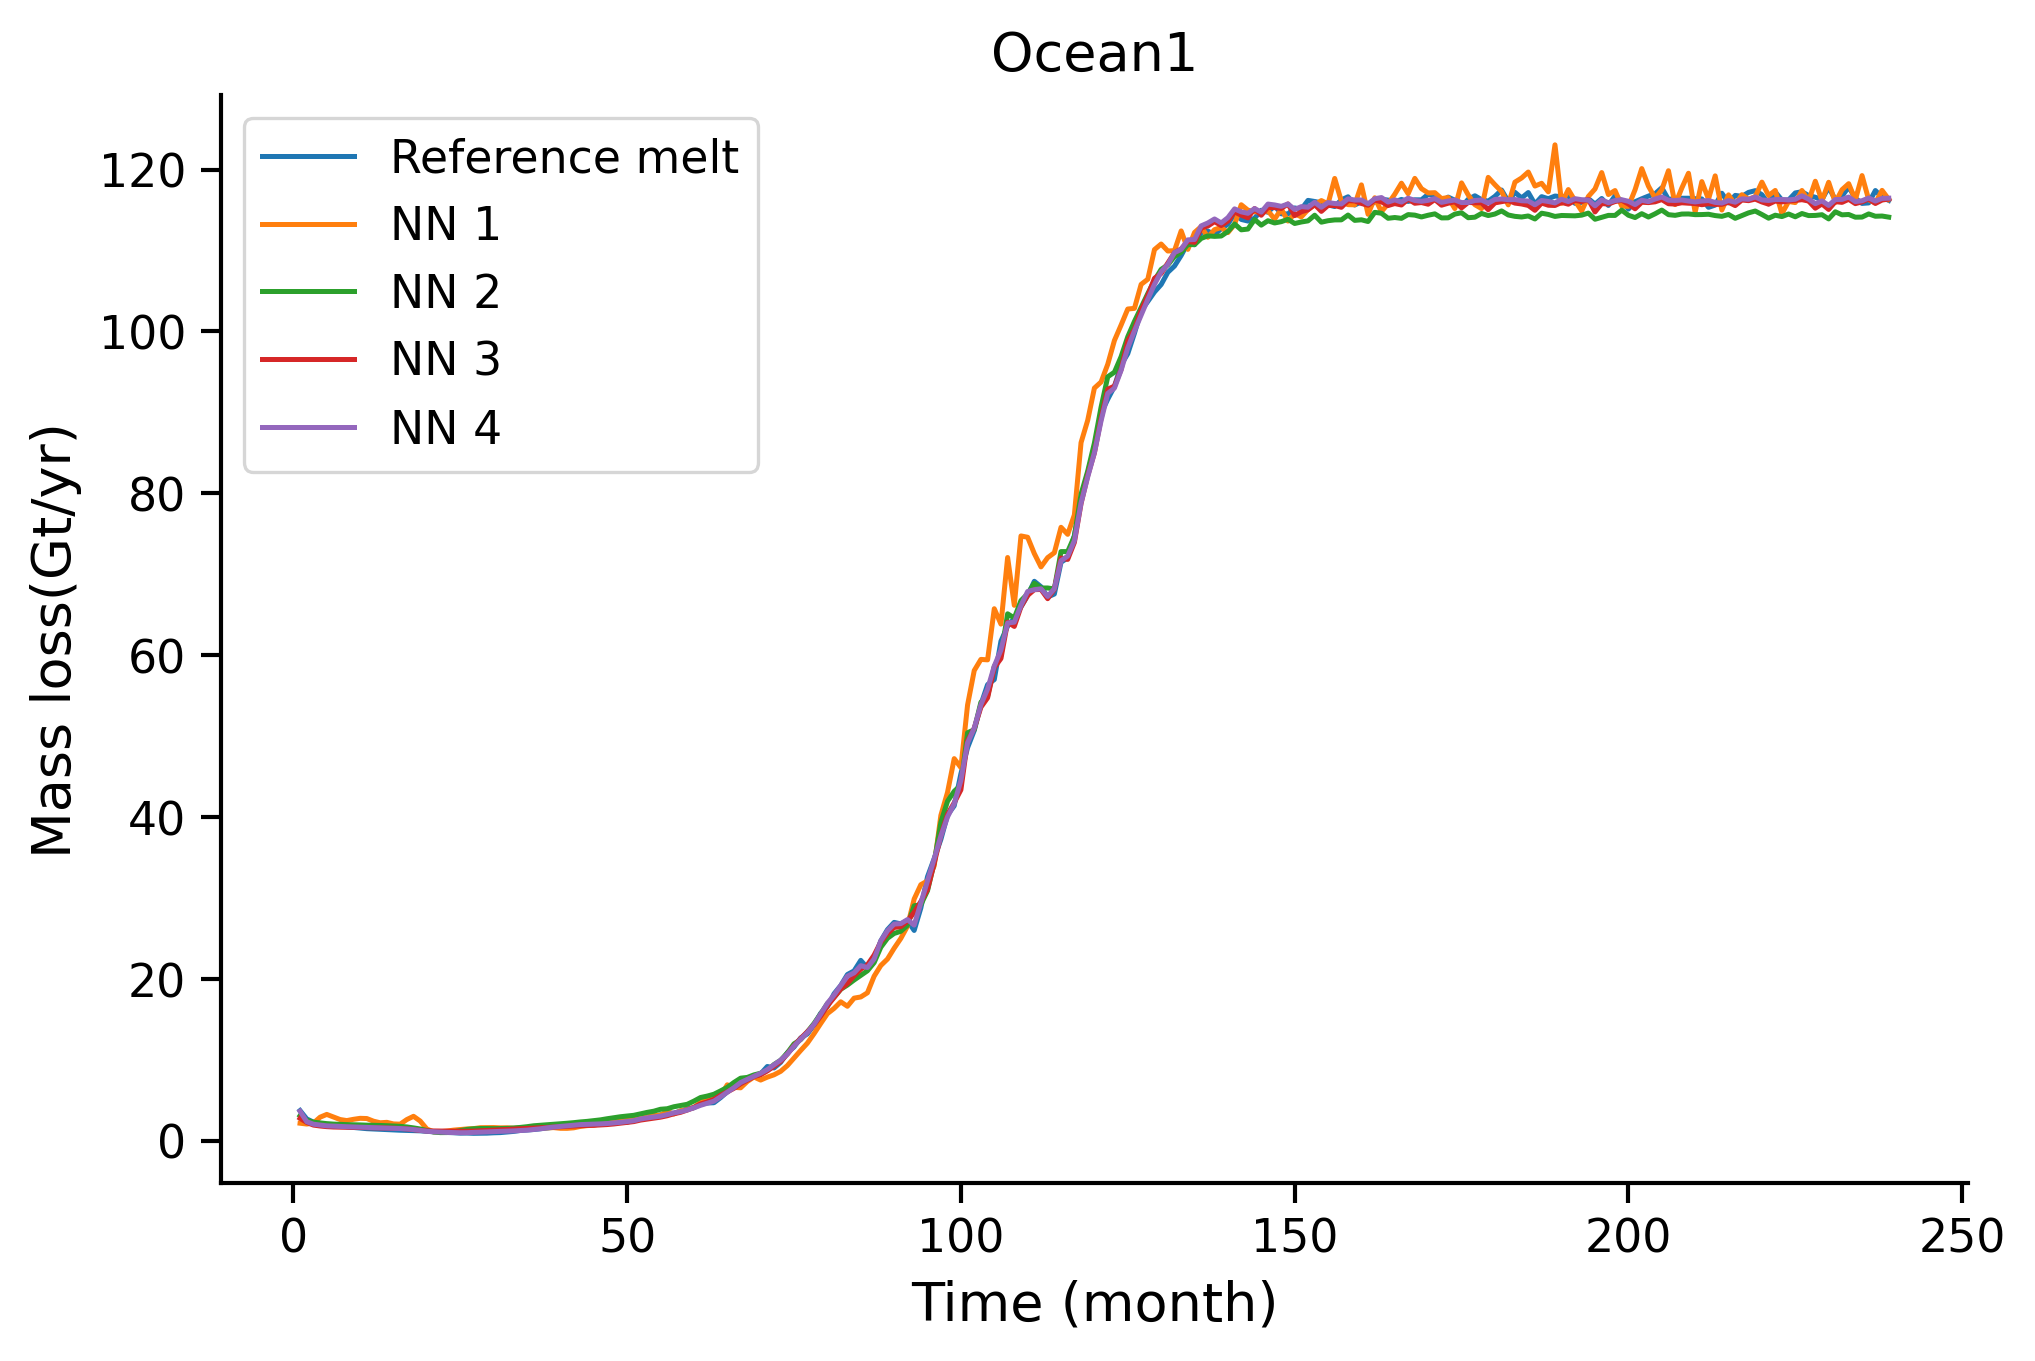 Ocean1
Reference melt
NN 1
NN 2
NN 3
NN 4
Mass loss(Gt/yr)
120
100
80
60
40
20
0
0 50 100 150 200 250
Time (month)